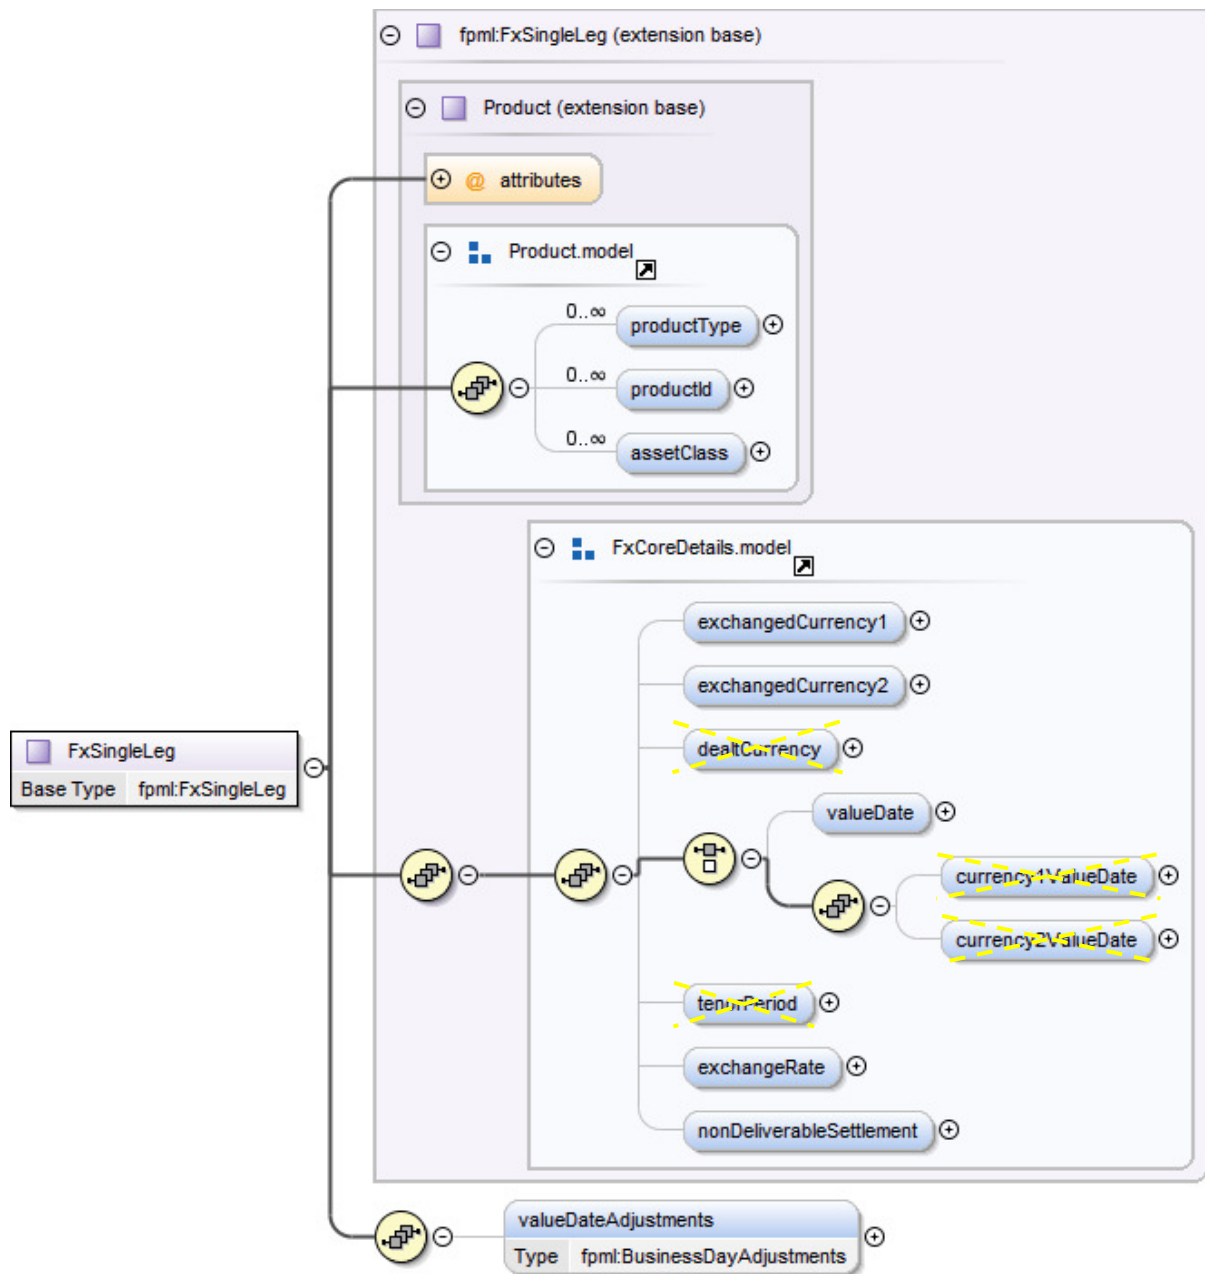 fpml:FxSingleLeg (extension base)
Product (extension base)
@ attributes
Product.model
0..∞
productType
0..∞
productId
0..∞
assetClass
FxCoreDetails.model
exchangedCurrency1
exchangedCurrency2
dealtCurrency
FxSingleLeg
Base Type fpml:FxSingleLeg
valueDate
currency1ValueDate
currency2ValueDate
tenorPeriod
exchangeRate
nonDeliverableSettlement
valueDateAdjustments
Type fpml:BusinessDayAdjustments